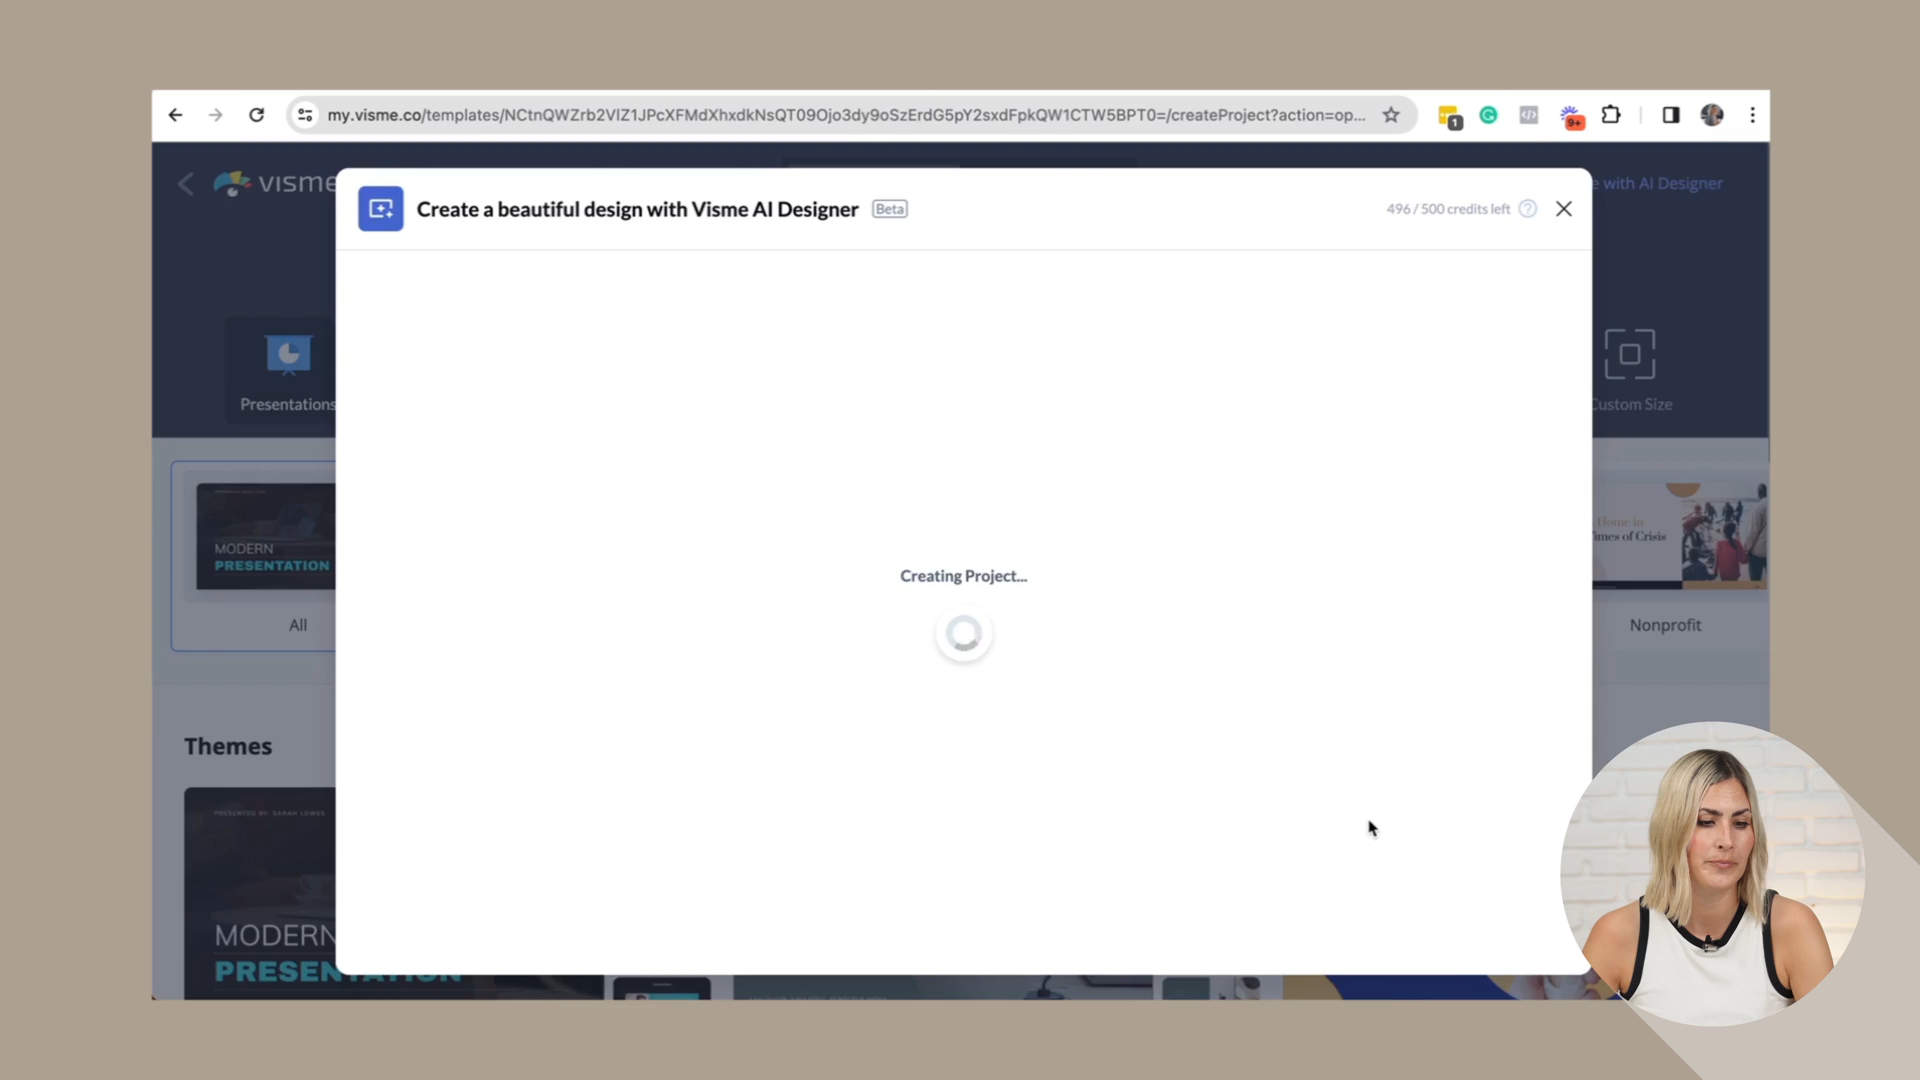 my.visme.co/templates/NCtnQWZrb2VlZ1JPcXFMdXhxdkNsQT09Ojo3dy9oSzErdG5pY2sxdFpkQW1CTW5BPT0=/createProject?action=op...
1
9+
visme
e with AI Designer
Create a beautiful design with Visme AI Designer
Beta
496 / 500 credits left
?
Presentations
Custom Size
MODERN
PRESENTATION
Home in
Times of Crisis
All
Nonprofit
Creating Project...
Themes
PRESENTED BY: SARAH LOWES
MODERN
PRESENTATION